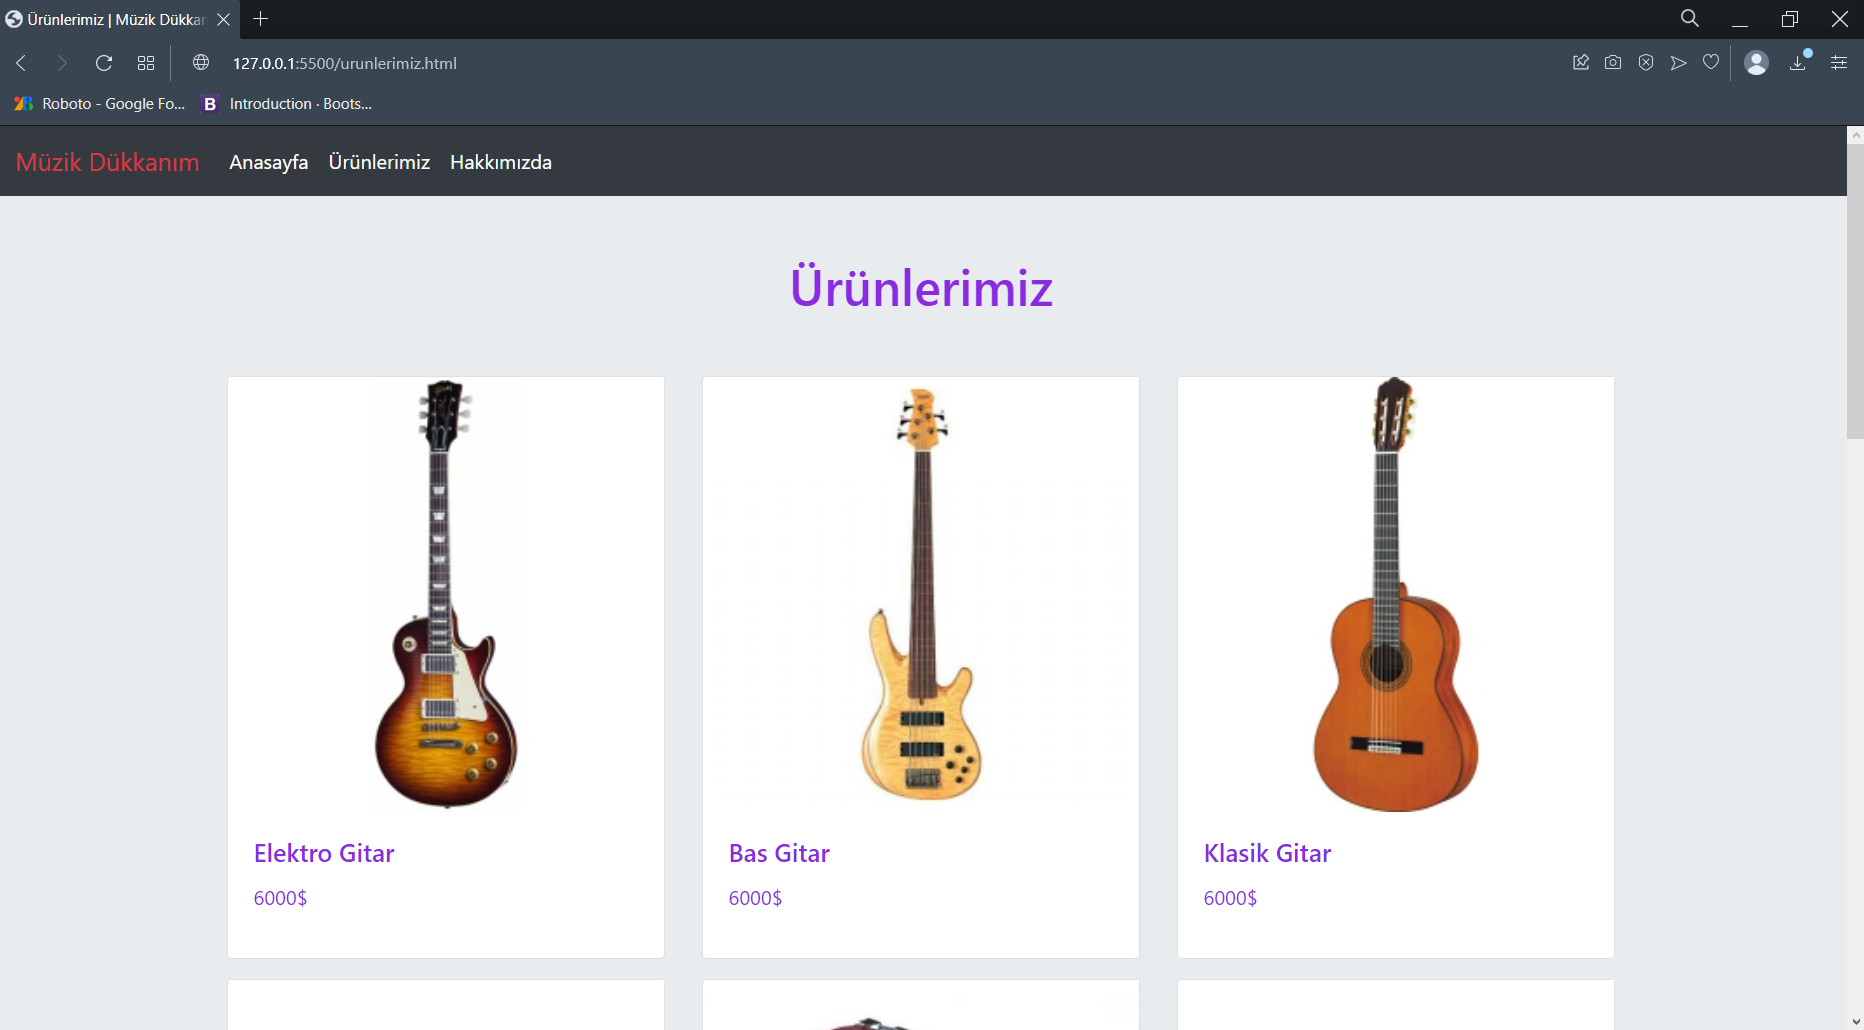 Ürünlerimiz | Müzik Dükkar
127.0.0.1:5500/urunlerimiz.html
Roboto - Google Fo... B Introduction · Boots...
Müzik Dükkanım Anasayfa Ürünlerimiz Hakkımızda
Ürünlerimiz
Elektro Gitar
6000$
Bas Gitar
6000$
Klasik Gitar
6000$